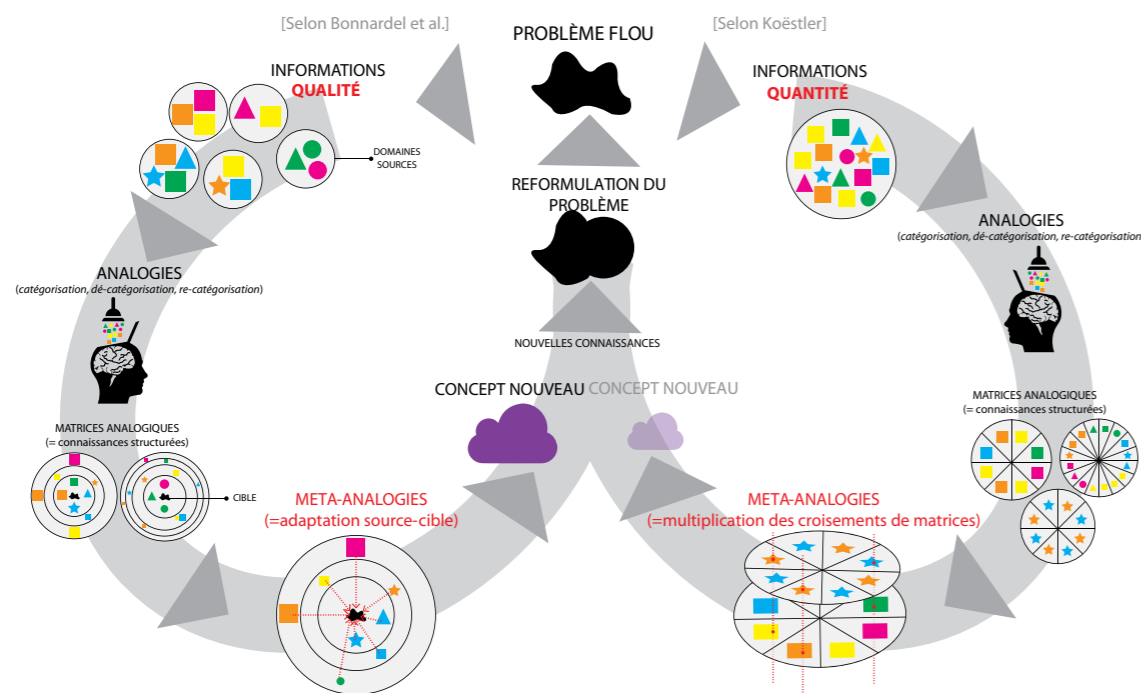 [Selon Bonnardel et al.]
PROBLÈME FLOU
[Selon Koëstler]
INFORMATIONS
QUALITÉ
INFORMATIONS
QUANTITÉ
DOMAINES
SOURCES
REFORMULATION DU
PROBLÈME
ANALOGIES
(catégorisation, dé-catégorisation, re-catégorisation)
ANALOGIES
(catégorisation, dé-catégorisation, re-catégorisation
NOUVELLES CONNAISSANCES
CONCEPT NOUVEAU
CONCEPT NOUVEAU
MATRICES ANALOGIQUES
(= connaissances structurées)
MATRICES ANALOGIQUES
(= connaissances structurées)
CIBLE
META-ANALOGIES
(=adaptation source-cible)
META-ANALOGIES
(=multiplication des croisements de matrices)